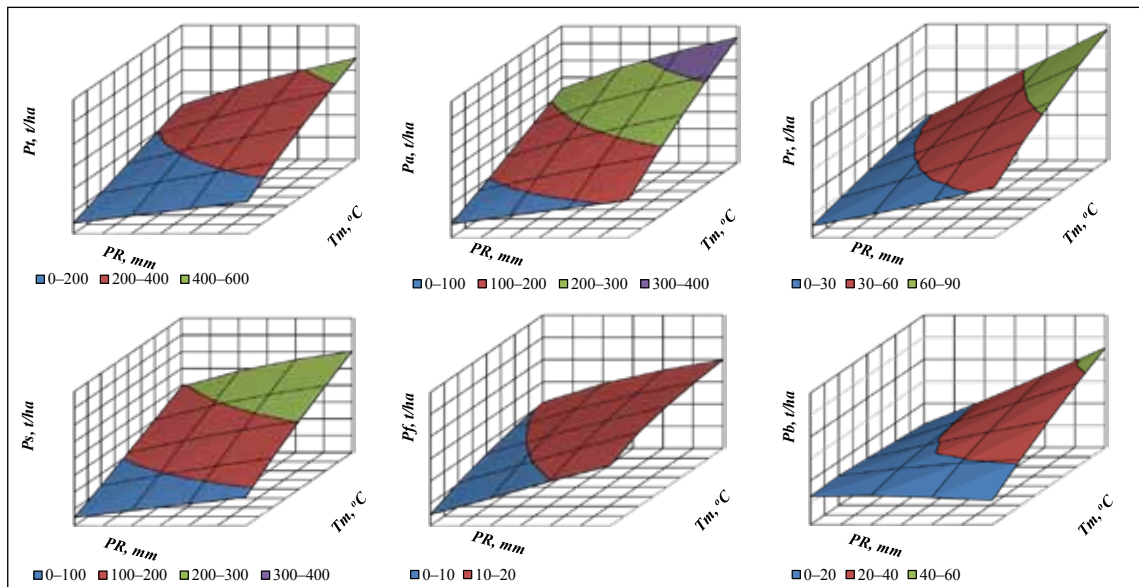 Pt, t/ha
PR, mm
Tm, °C
0–200 200–400 400–600
Pa, t/ha
PR, mm
Tm, °C
0–100 100–200 200–300 300–400
Pr, t/ha
PR, mm
Tm, °C
0–30 30–60 60–90
Ps, t/ha
PR, mm
Tm, °C
0–100 100–200 200–300 300–400
Pf, t/ha
PR, mm
Tm, °C
0–10 10–20
Pb, t/ha
PR, mm
Tm, °C
0–20 20–40 40–60